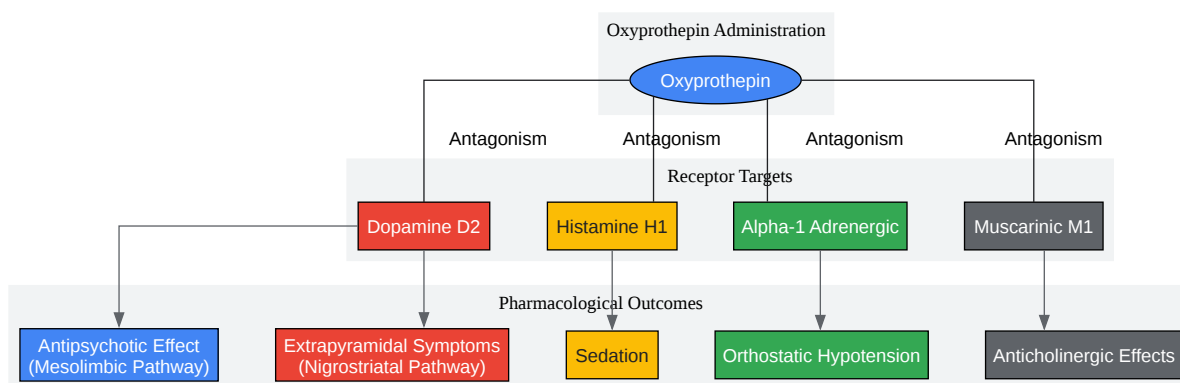 Oxyprothepin Administration
Oxyprothepin
Antagonism
Antagonism
Antagonism
Antagonism
Receptor Targets
Dopamine D2
Histamine H1
Alpha-1 Adrenergic
Muscarinic M1
Pharmacological Outcomes
Antipsychotic Effect
(Mesolimbic Pathway)
Extrapyramidal Symptoms
(Nigrostriatal Pathway)
Sedation
Orthostatic Hypotension
Anticholinergic Effects